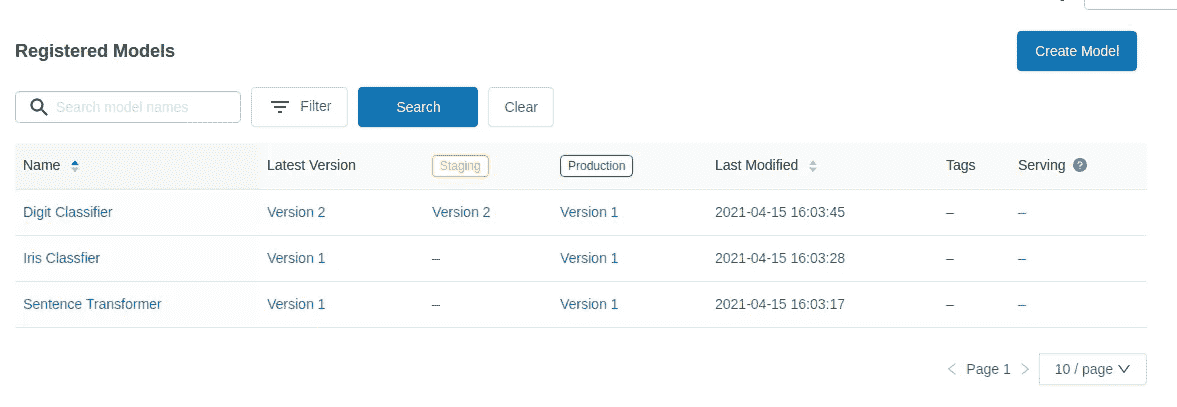 Registered Models
Create Model
Search model names Filter Search Clear
Name Latest Version Staging Production Last Modified Tags Serving ?
Digit Classifier Version 2 Version 2 Version 1 2021-04-15 16:03:45 – –
Iris Classfier Version 1 – Version 1 2021-04-15 16:03:28 – –
Sentence Transformer Version 1 – Version 1 2021-04-15 16:03:17 – –
Page 1 10 / page